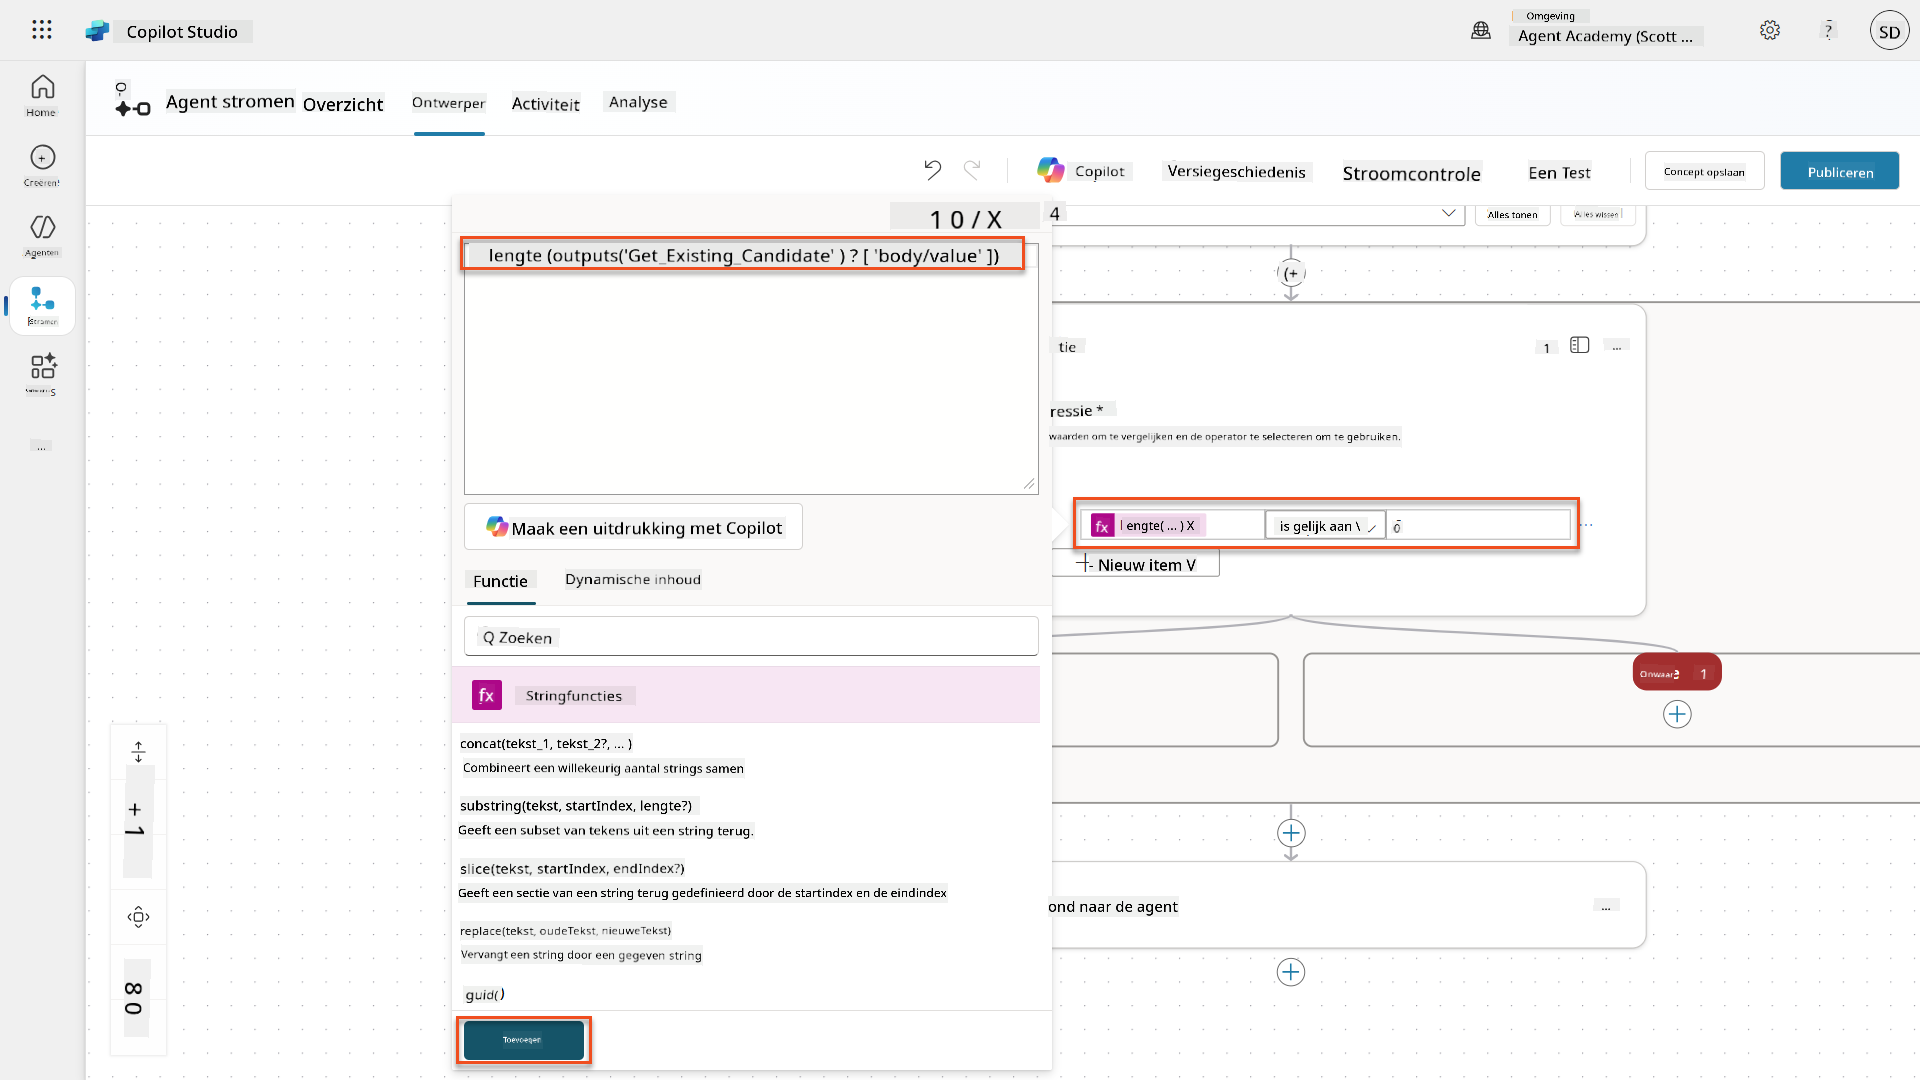 Copilot Studio
Omgeving
Agent Academy (Scott ...
?
SD
Home
Agent stromen
Overzicht
Ontwerper
Activiteit
Analyse
Creëren!
Agenten
Stromen
...
Copilot
Versiegeschiedenis
Stroomcontrole
Een Test
Concept opslaan
Publiceren
1 0 / X
4
Alles tonen
Alles wissen
lengte (outputs('Get_Existing_Candidate' ) ? [ 'body/value' ])
(+
tie
1
...
ressie *
waarden om te vergelijken en de operator te selecteren om te gebruiken.
fx
lengte( ... ) X
is gelijk aan \
...
Maak een uitdrukking met Copilot
+- Nieuw item V
Functie
Dynamische inhoud
Q Zoeken
fx
Stringfuncties
1
concat(tekst_1, tekst_2?, ... )
Combineert een willekeurig aantal strings samen
substring(tekst, startIndex, lengte?)
Geeft een subset van tekens uit een string terug.
slice(tekst, startIndex, endIndex?)
Geeft een sectie van een string terug gedefinieerd door de startindex en de eindindex
replace(tekst, oudeTekst, nieuweTekst)
Vervangt een string door een gegeven string
guid()
Toevoegen
ond naar de agent
...
+ 1
8 0